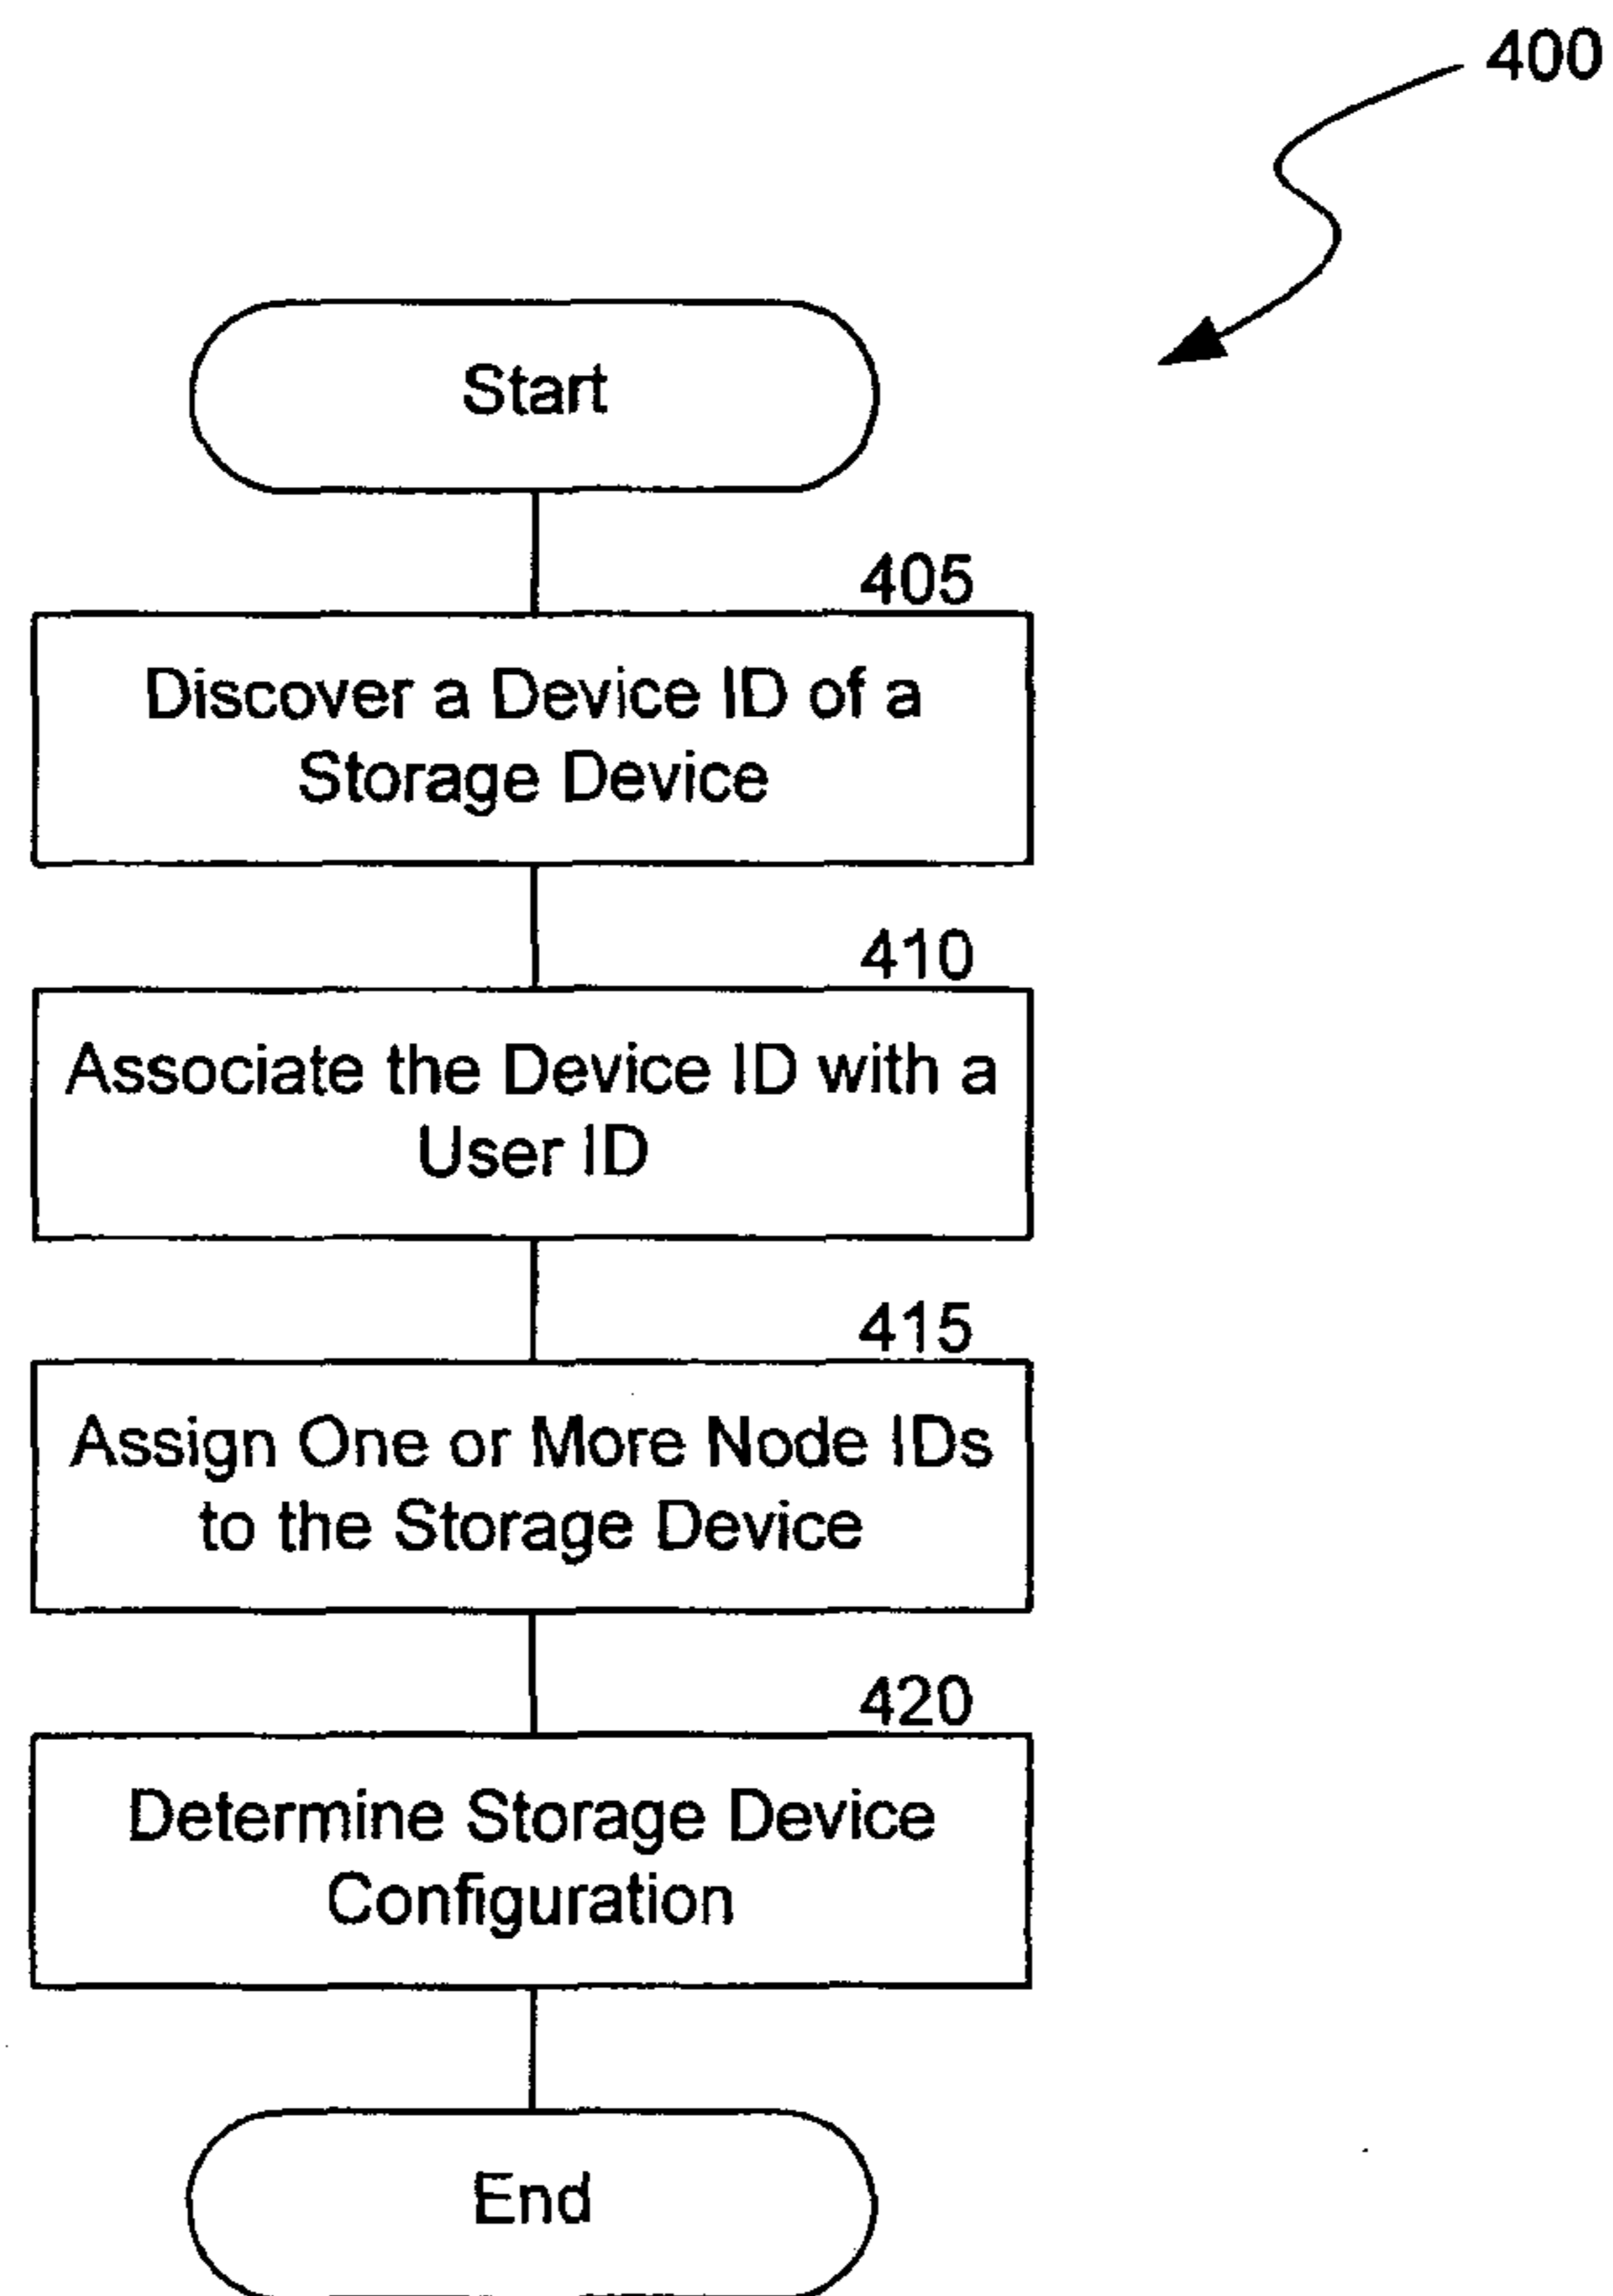 400
Start
405
Discover a Device ID of a
Storage Device
410
Associate the Device ID with a
User ID
415
Assign One or More Node IDs
to the Storage Device
420
Determine Storage Device
Configuration
End